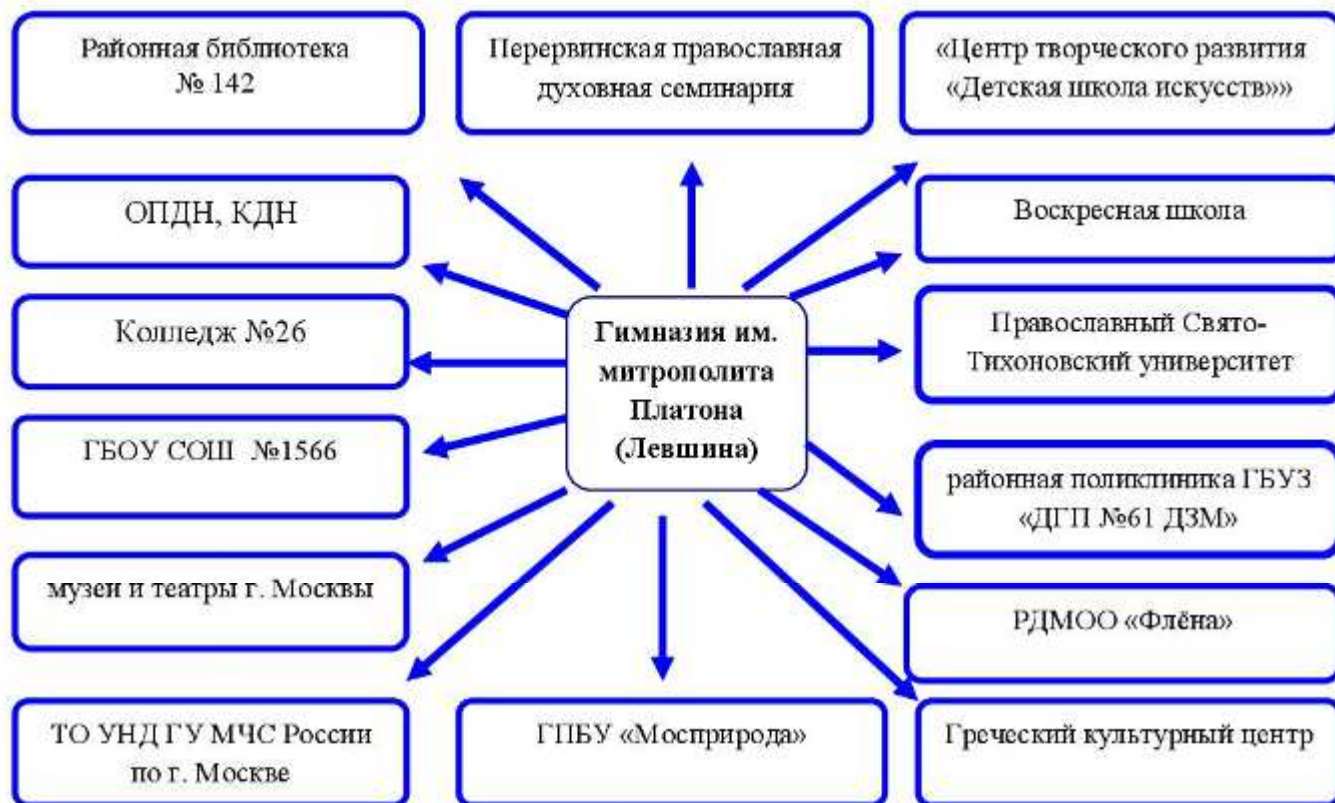 Районная библиотека
№ 142
Перервинская православная
духовная семинария
«Центр творческого развития
«Детская школа искусств»»
ОПДН, КДН
Воскресная школа
Колледж №26
Гимназия им.
митрополита
Платона
(Левшина)
Православный Свято-
Тихоновский университет
ГБОУ СОШ №1566
районная поликлиника ГБУЗ
«ДГП №61 ДЗМ»
музеи и театры г. Москвы
РДМОО «Флёна»
ТО УНД ГУ МЧС России
по г. Москве
ГПБУ «Мосприрода»
Греческий культурный центр